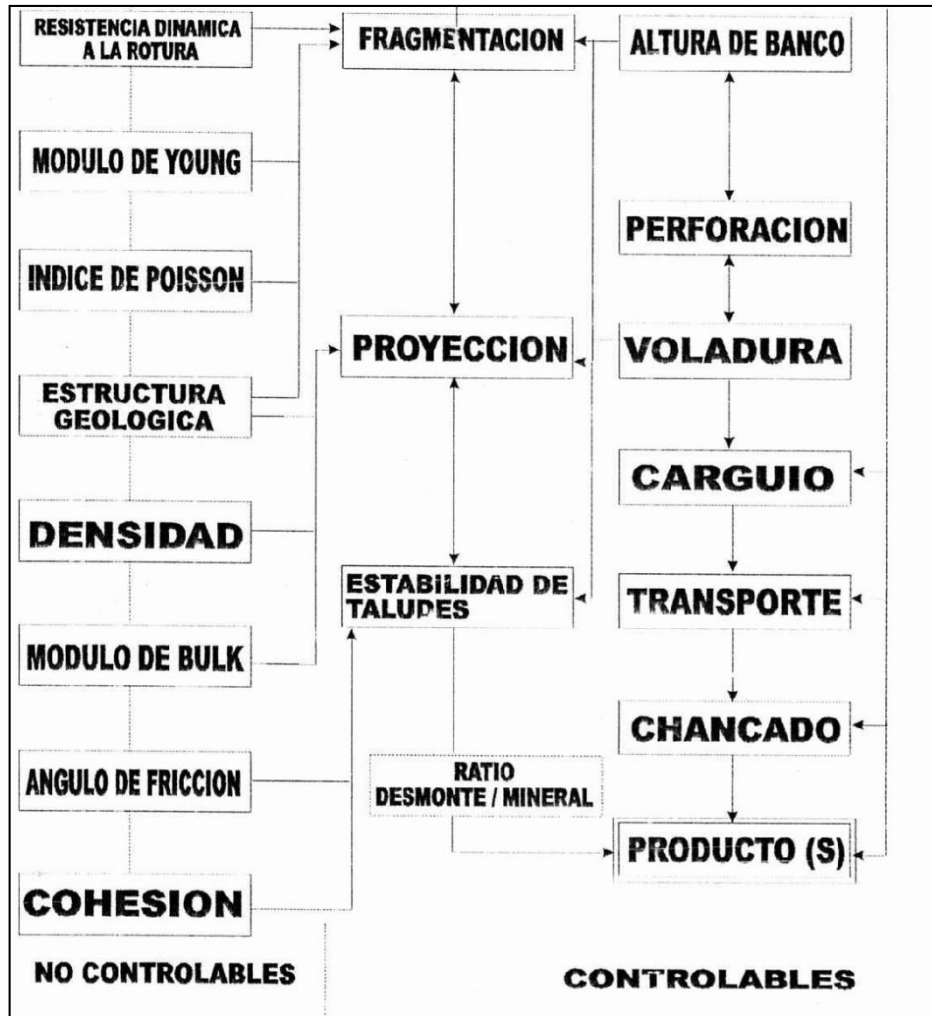 RESISTENCIA DINAMICA
A LA ROTURA
MODULO DE YOUNG
INDICE DE POISSON
ESTRUCTURA
GEOLOGICA
DENSIDAD
MODULO DE BULK
ANGULO DE FRICCION
COHESION
NO CONTROLABLES
FRAGMENTACION
PROYECCION
ESTABILIDAD DE
TALUDES
RATIO
DESMONTE / MINERAL
ALTURA DE BANCO
PERFORACION
VOLADURA
CARGUIO
TRANSPORTE
CHANCADO
PRODUCTO (S)
CONTROLABLES